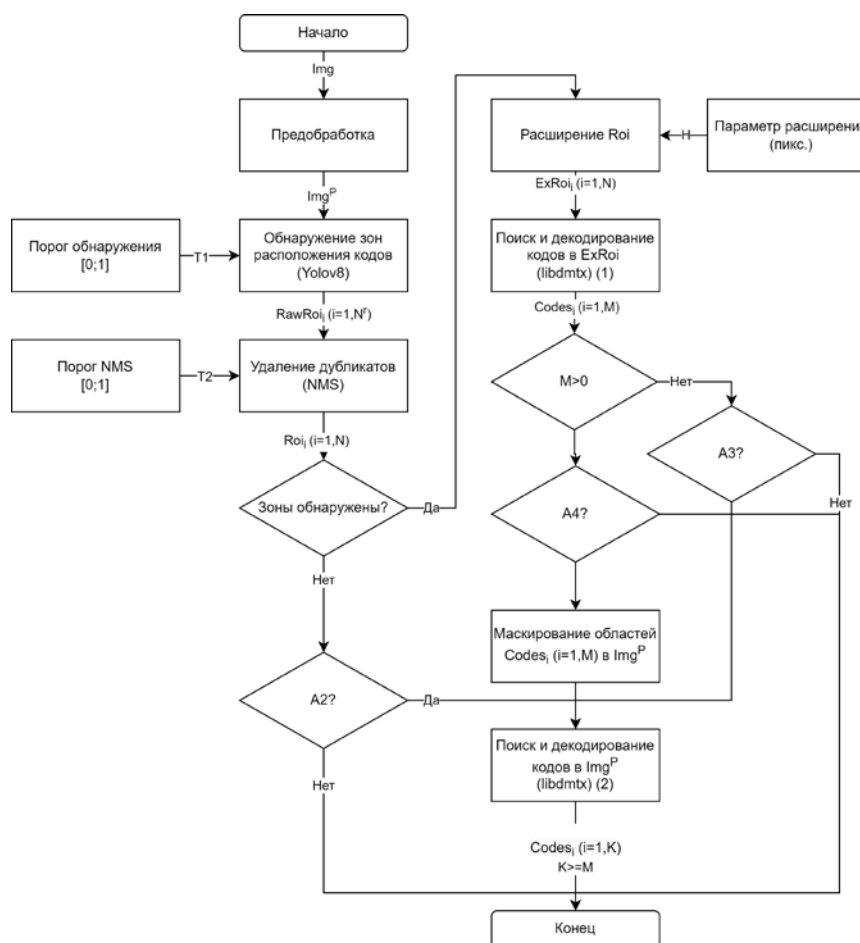 Начало
Img
Предобработка
Img^P
Порог обнаружения
[0;1]
T1
Обнаружение зон
расположения кодов
(Yolov8)
RawRoi_i (i=1,N^r)
Порог NMS
[0;1]
T2
Удаление дубликатов
(NMS)
Roi_i (i=1,N)
Зоны обнаружены?
Да
Нет
A2?
Да
Нет
Расширение Roi
H
Параметр расширени
(пикс.)
ExRoi_i (i=1,N)
Поиск и декодирование
кодов в ExRoi
(libdmtx) (1)
Codes_i (i=1,M)
M>0
Нет
A3?
Нет
A4?
Маскирование областей
Codes_i (i=1,M) в Img^P
Поиск и декодирование
кодов в Img^P
(libdmtx) (2)
Codes_i (i=1,K)
K>=M
Конец